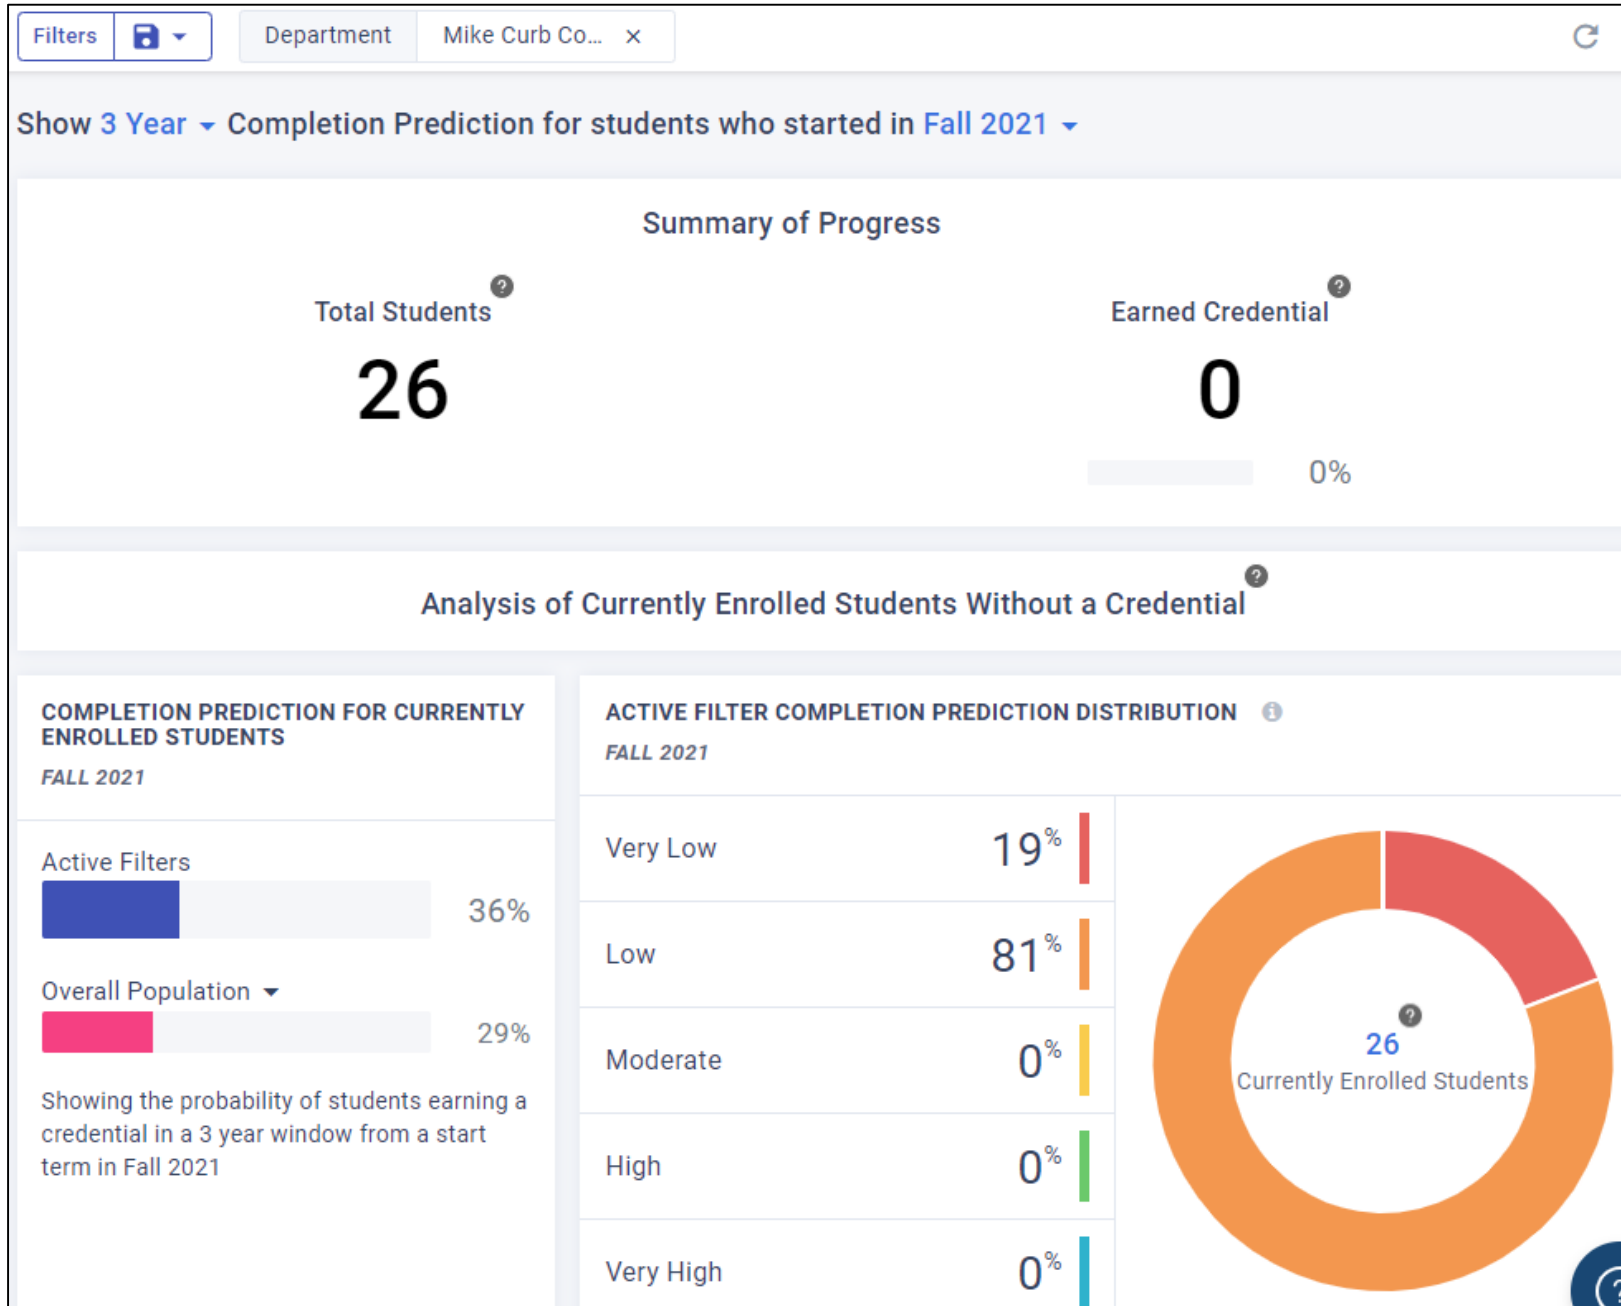 Filters
Department
Mike Curb Co... ×
Show 3 Year Completion Prediction for students who started in Fall 2021
Summary of Progress
Total Students ?
26
Earned Credential ?
0
0%
Analysis of Currently Enrolled Students Without a Credential ?
COMPLETION PREDICTION FOR CURRENTLY
ENROLLED STUDENTS
FALL 2021
Active Filters
36%
Overall Population
29%
Showing the probability of students earning a
credential in a 3 year window from a start
term in Fall 2021
ACTIVE FILTER COMPLETION PREDICTION DISTRIBUTION
FALL 2021
Very Low 19%
Low 81%
Moderate 0%
High 0%
Very High 0%
?
26
Currently Enrolled Students